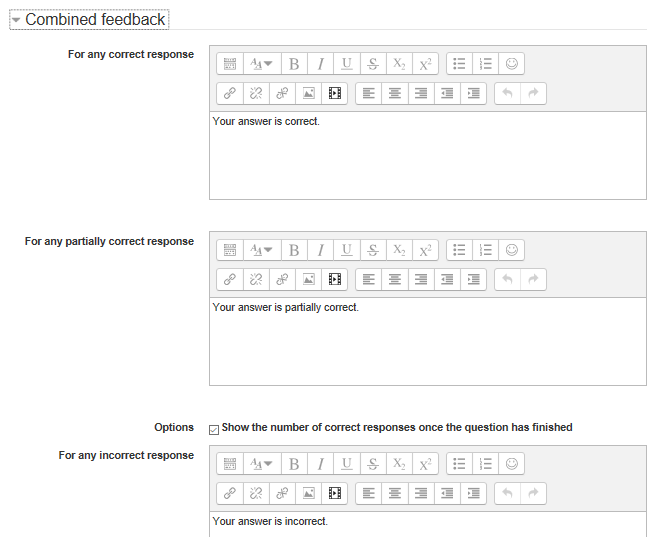 Combined feedback
For any correct response
Your answer is correct.
For any partially correct response
Your answer is partially correct.
Options
Show the number of correct responses once the question has finished
For any incorrect response
Your answer is incorrect.